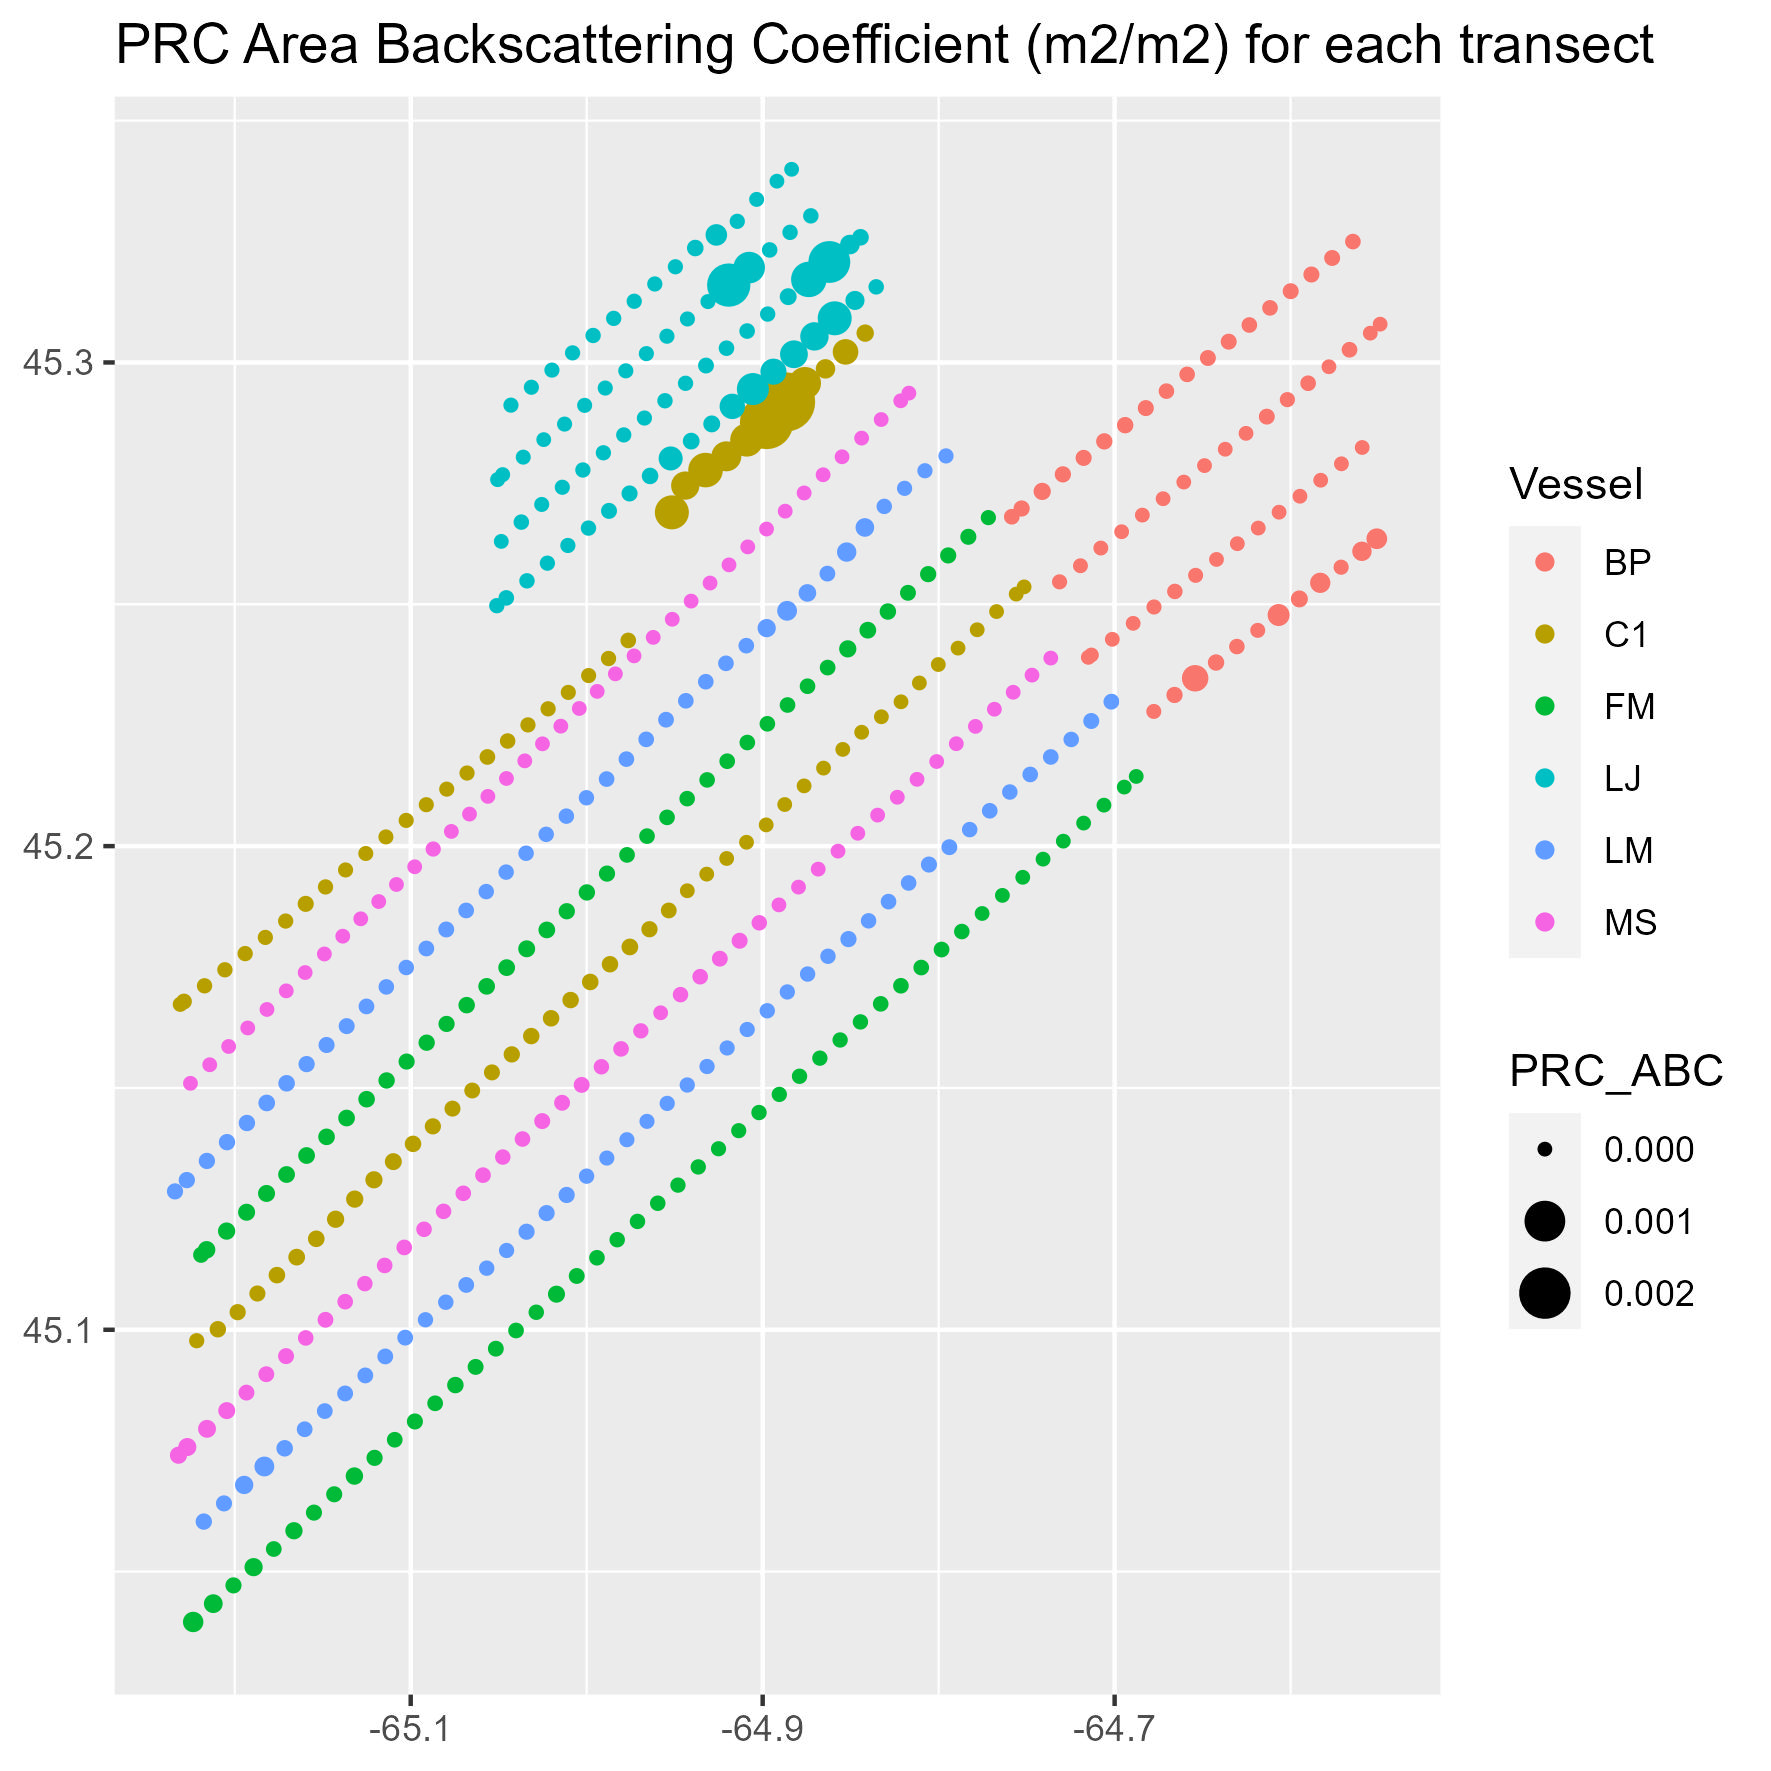 PRC Area Backscattering Coefficient (m2/m2) for each transect
45.3
45.2
45.1
-65.1
-64.9
-64.7
Vessel
BP
C1
FM
LJ
LM
MS
PRC_ABC
0.000
0.001
0.002